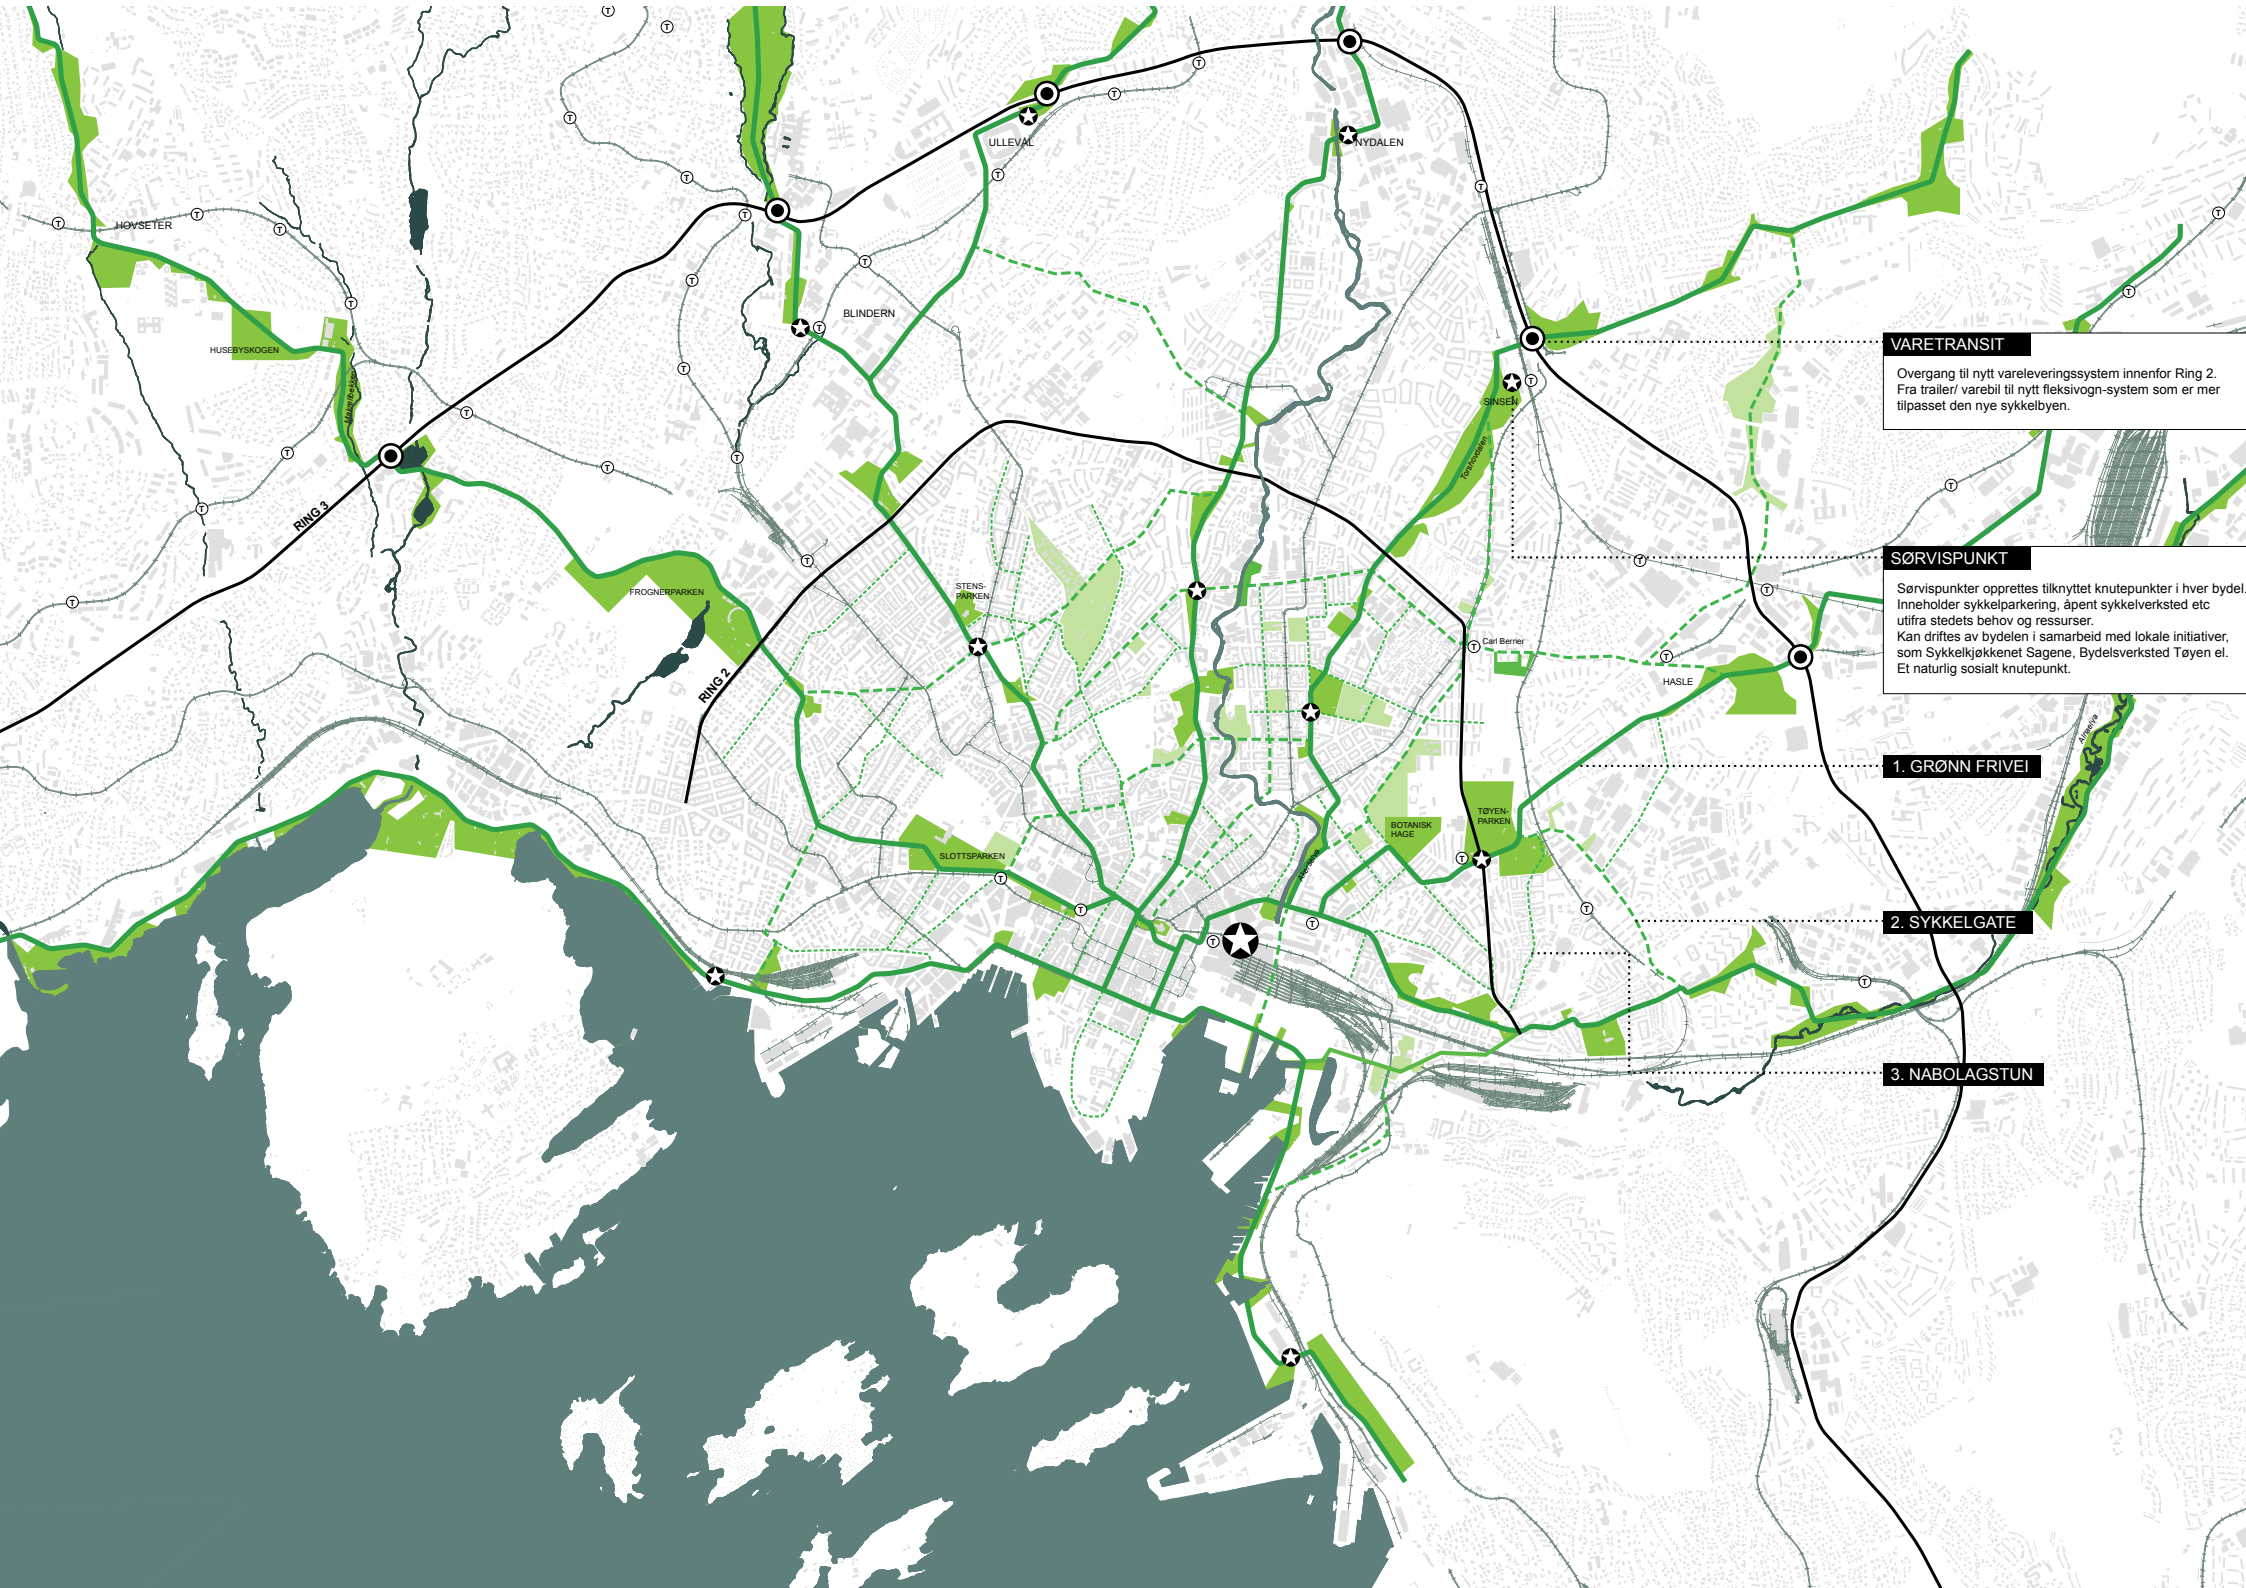 ULLEVÅL
NYDALEN
HOVSETER
BLINDERN
HUSEBYSKOGEN
Makrellbekken
VARETRANSIT
Overgang til nytt vareleveringssystem innenfor Ring 2.
Fra trailer/ varebil til nytt fleksivogn-system som er mer
tilpasset den nye sykkelbyen.
SINSEN
Torshovdalen
RING 3
SØRVISPUNKT
Sørvispunkter opprettes tilknyttet knutepunkter i hver bydel.
Inneholder sykkelparkering, åpent sykkelverksted etc
utifra stedets behov og ressurser.
Kan driftes av bydelen i samarbeid med lokale initiativer,
som Sykkelkjøkkenet Sagene, Bydelsverksted Tøyen el.
Et naturlig sosialt knutepunkt.
FROGNERPARKEN
STENS-
PARKEN
Carl Berner
RING 2
HASLE
Alnaelva
1. GRØNN FRIVEI
TØYEN-
PARKEN
BOTANISK
HAGE
SLOTTSPARKEN
Akerselva
2. SYKKELGATE
3. NABOLAGSTUN